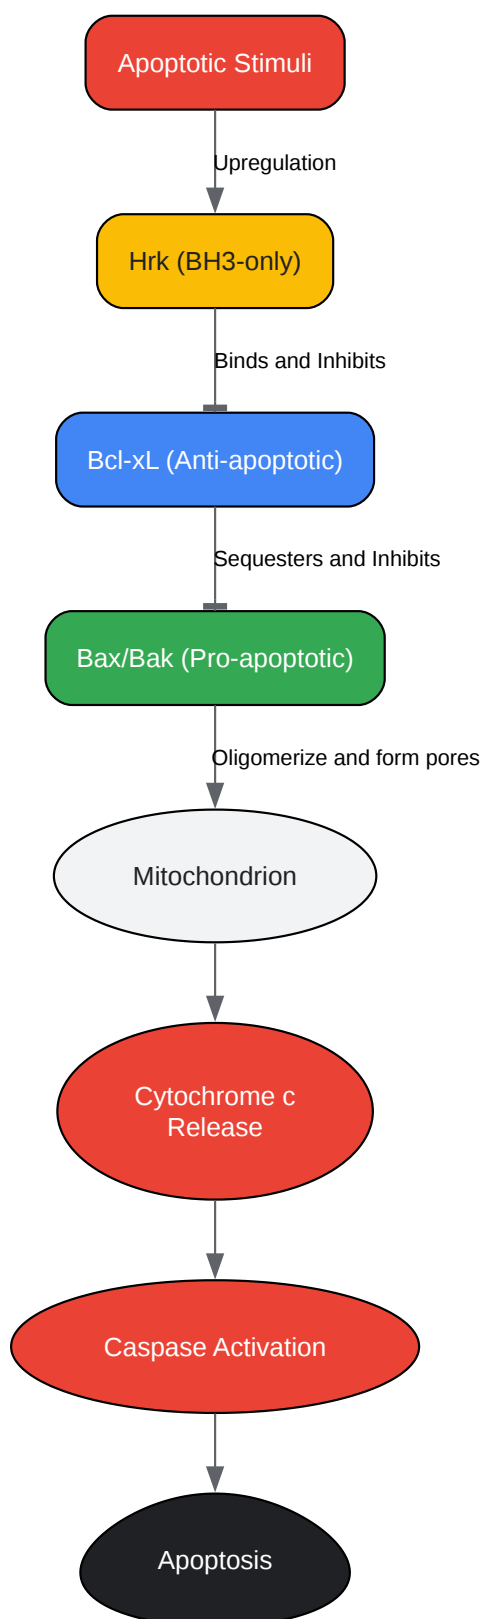 Apoptotic Stimuli
Upregulation
Hrk (BH3-only)
Binds and Inhibits
Bcl-xL (Anti-apoptotic)
Sequesters and Inhibits
Bax/Bak (Pro-apoptotic)
Oligomerize and form pores
Mitochondrion
Cytochrome c
Release
Caspase Activation
Apoptosis